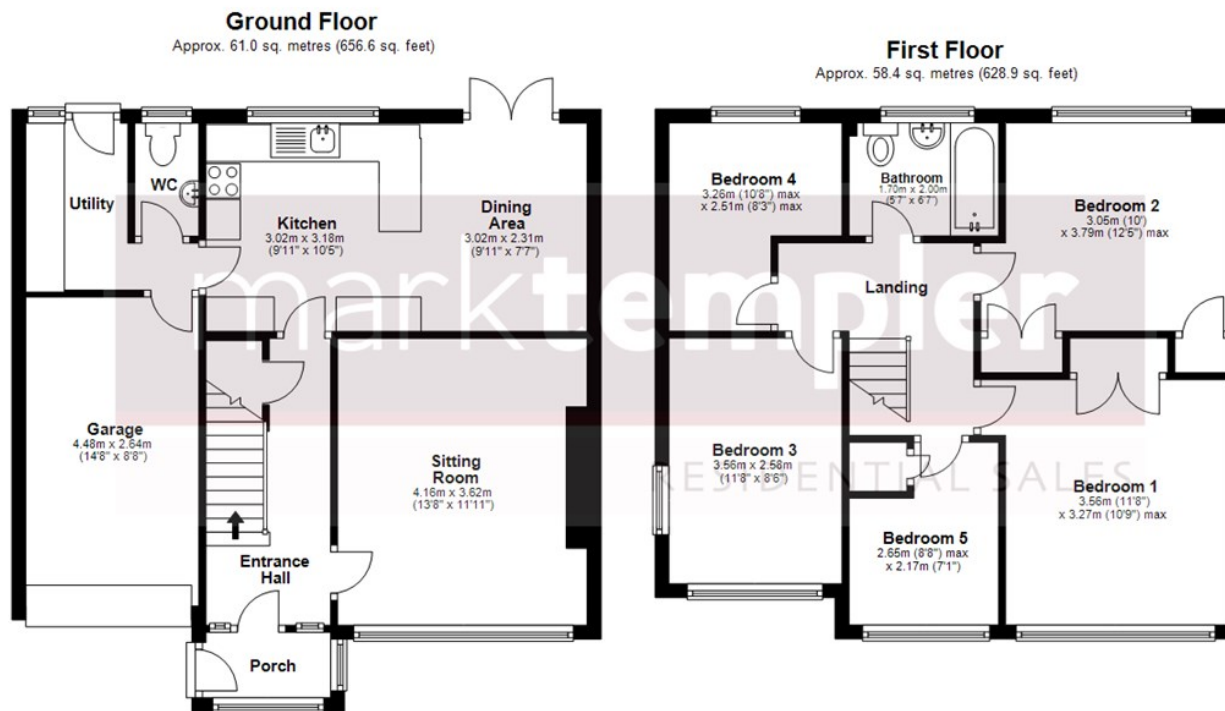 Ground Floor
Approx. 61.0 sq. metres (656.6 sq. feet)
WC
Utility
Kitchen
3.02m x 3.18m
(9'11" x 10'5")
Dining
Area
3.02m x 2.31m
(9'11" x 7'7")
Garage
4.48m x 2.64m
(14'8" x 8'8")
Sitting
Room
4.16m x 3.62m
(13'8" x 11'11")
Entrance
Hall
Porch
First Floor
Approx. 58.4 sq. metres (628.9 sq. feet)
Bedroom 4
3.26m (10'8") max
x 2.51m (8'3") max
Bathroom
1.70m x 2.00m
(5'7" x 6'7")
Bedroom 2
3.05m (10')
x 3.79m (12'5") max
Landing
Bedroom 3
3.56m x 2.58m
(11'8" x 8'6")
Bedroom 1
3.56m (11'8")
x 3.27m (10'9") max
Bedroom 5
2.65m (8'8") max
x 2.17m (7'1")
marktempler
RESIDENTIAL SALES